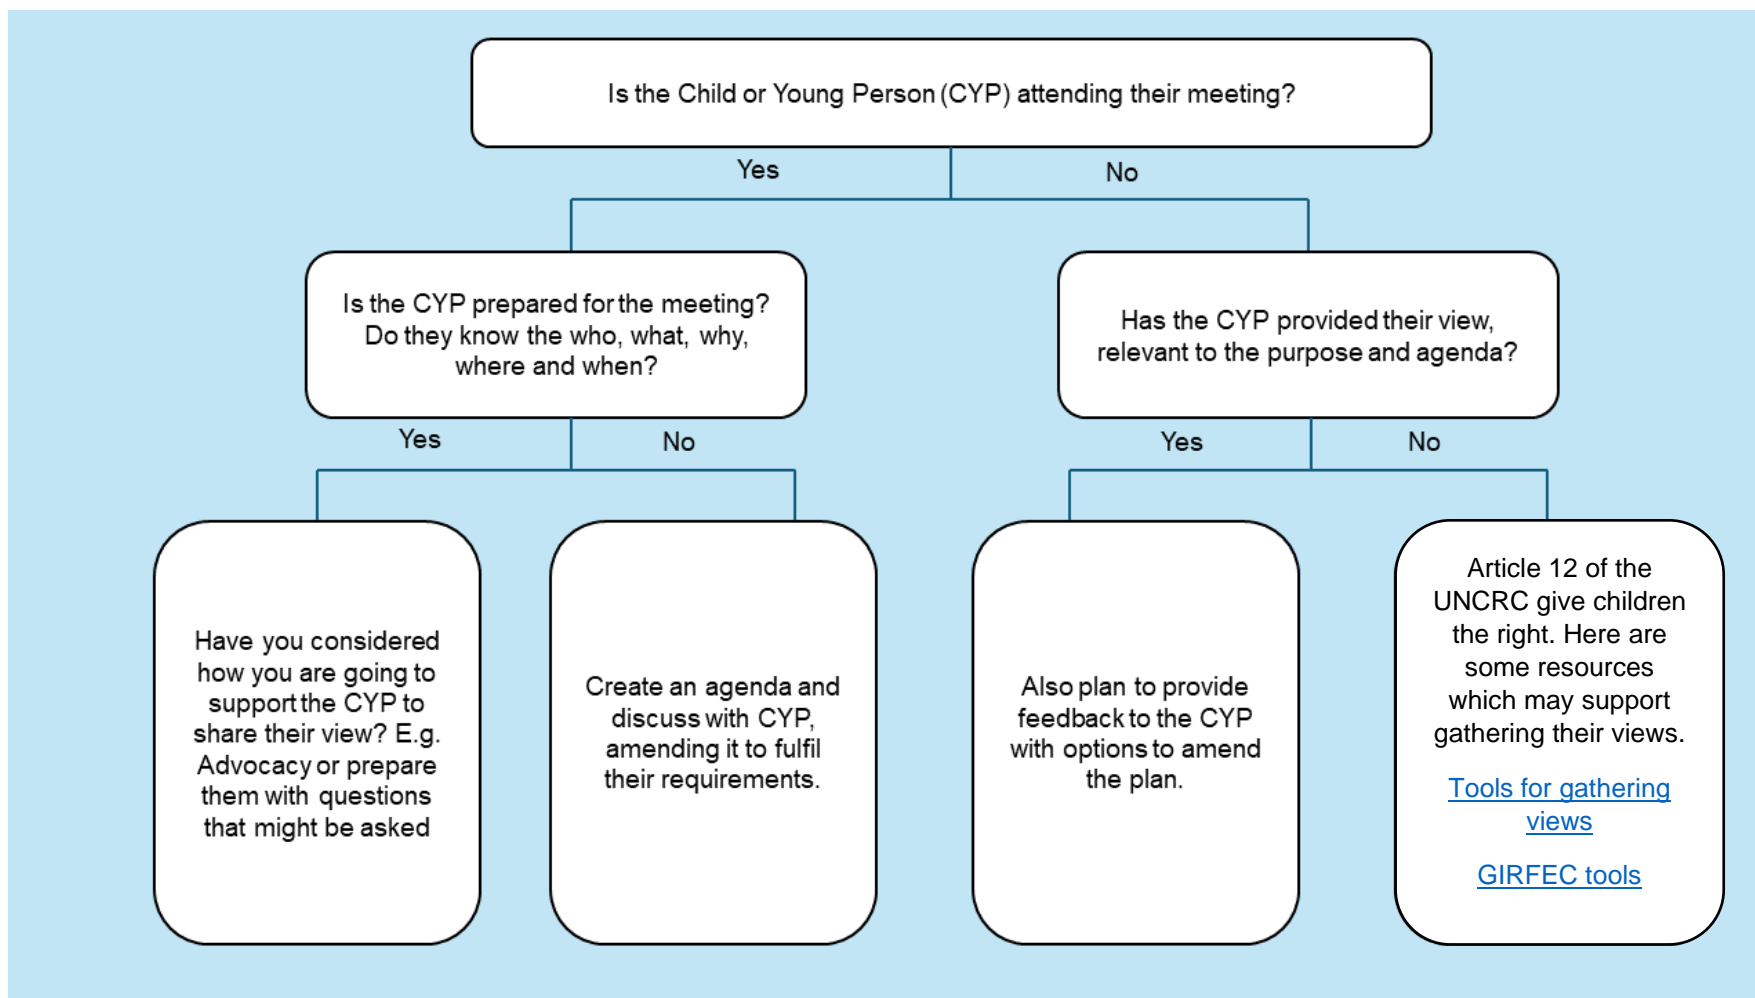 Is the Child or Young Person (CYP) attending their meeting?
Yes
No
Is the CYP prepared for the meeting?
Do they know the who, what, why,
where and when?
Has the CYP provided their view,
relevant to the purpose and agenda?
Yes
No
Yes
No
Have you considered
how you are going to
support the CYP to
share their view? E.g.
Advocacy or prepare
them with questions
that might be asked
Create an agenda and
discuss with CYP,
amending it to fulfil
their requirements.
Also plan to provide
feedback to the CYP
with options to amend
the plan.
Article 12 of the
UNCRC give children
the right. Here are
some resources
which may support
gathering their views.
Tools for gathering
views
GIRFEC tools